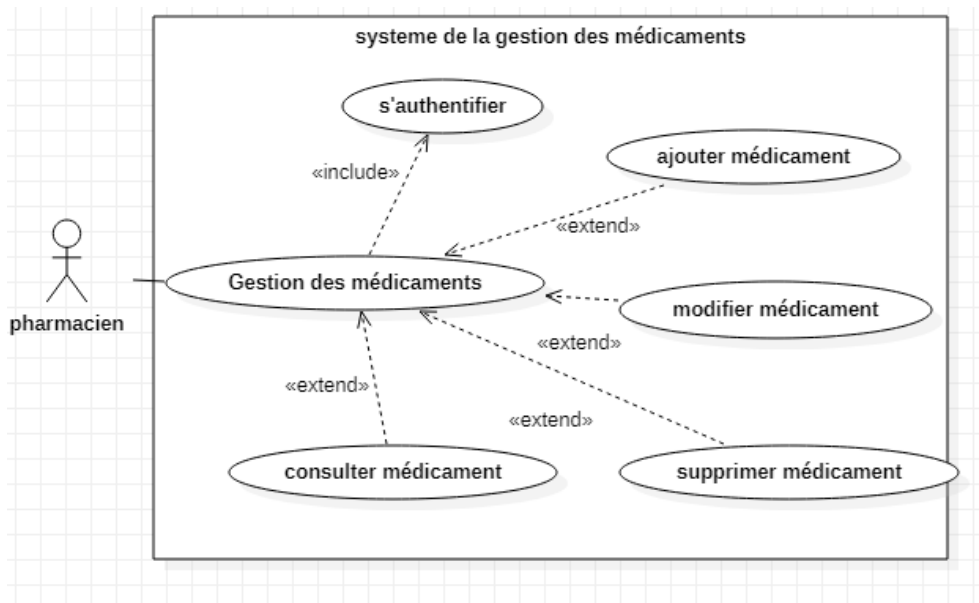 systeme de la gestion des médicaments
s'authentifier
«include»
ajouter médicament
«extend»
Gestion des médicaments
modifier médicament
pharmacien
«extend»
«extend»
«extend»
consulter médicament
supprimer médicament